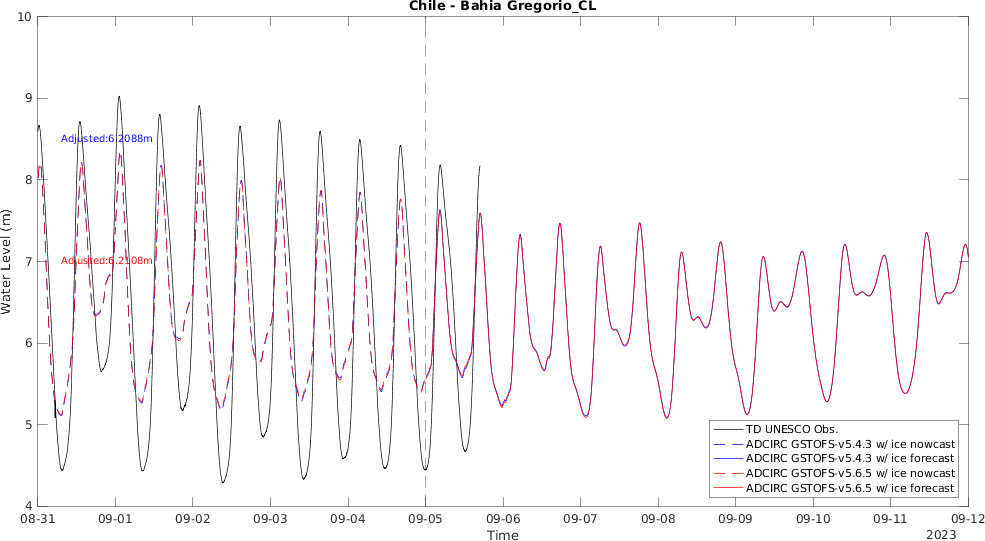 Chile - Bahia Gregorio_CL
Water Level (m)
10
9
8
7
6
5
4
Adjusted:6.2088m
Adjusted:6.2108m
TD UNESCO Obs.
ADCIRC GSTOFS-v5.4.3 w/ ice nowcast
ADCIRC GSTOFS-v5.4.3 w/ ice forecast
ADCIRC GSTOFS-v5.6.5 w/ ice nowcast
ADCIRC GSTOFS-v5.6.5 w/ ice forecast
08-31 09-01 09-02 09-03 09-04 09-05 09-06 09-07 09-08 09-09 09-10 09-11 09-12
Time
2023